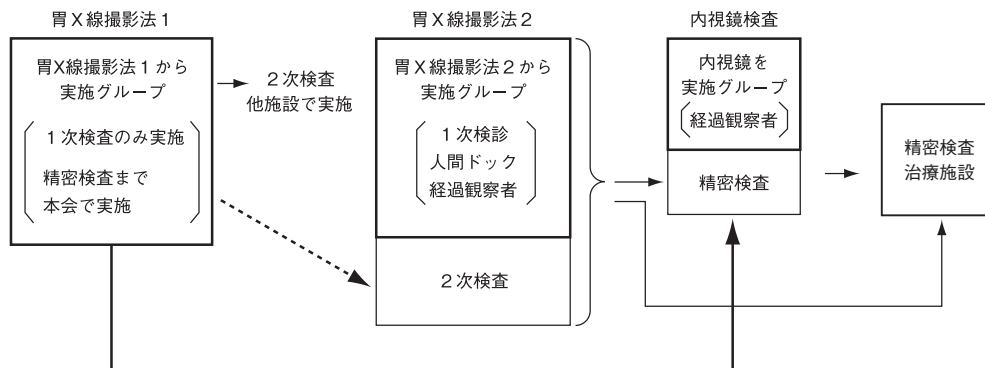 胃X線撮影法1
胃X線撮影法1から
実施グループ
1次検査のみ実施
精密検査まで
本会で実施
2次検査
他施設で実施
胃X線撮影法2
胃X線撮影法2から
実施グループ
1次検診
人間ドック
経過観察者
2次検査
内視鏡検査
内視鏡を
実施グループ
経過観察者
精密検査
精密検査
治療施設